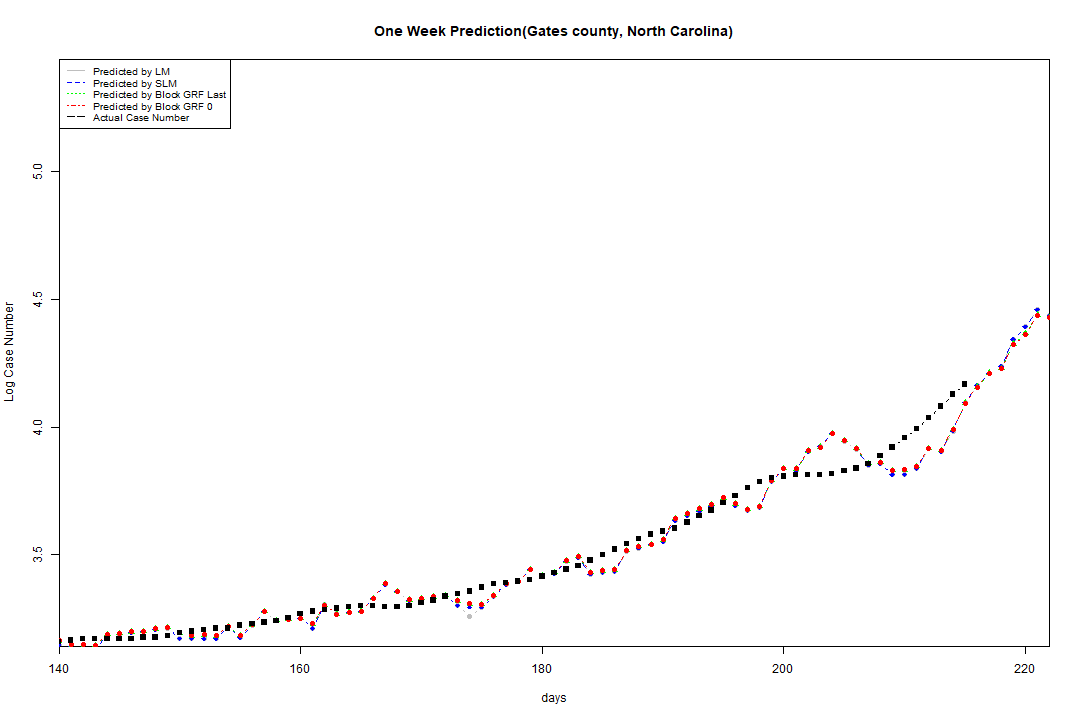 One Week Prediction(Gates county, North Carolina)
Predicted by LM
Predicted by SLM
Predicted by Block GRF Last
Predicted by Block GRF 0
Actual Case Number
5.0
4.5
4.0
3.5
Log Case Number
140 160 180 200 220
days